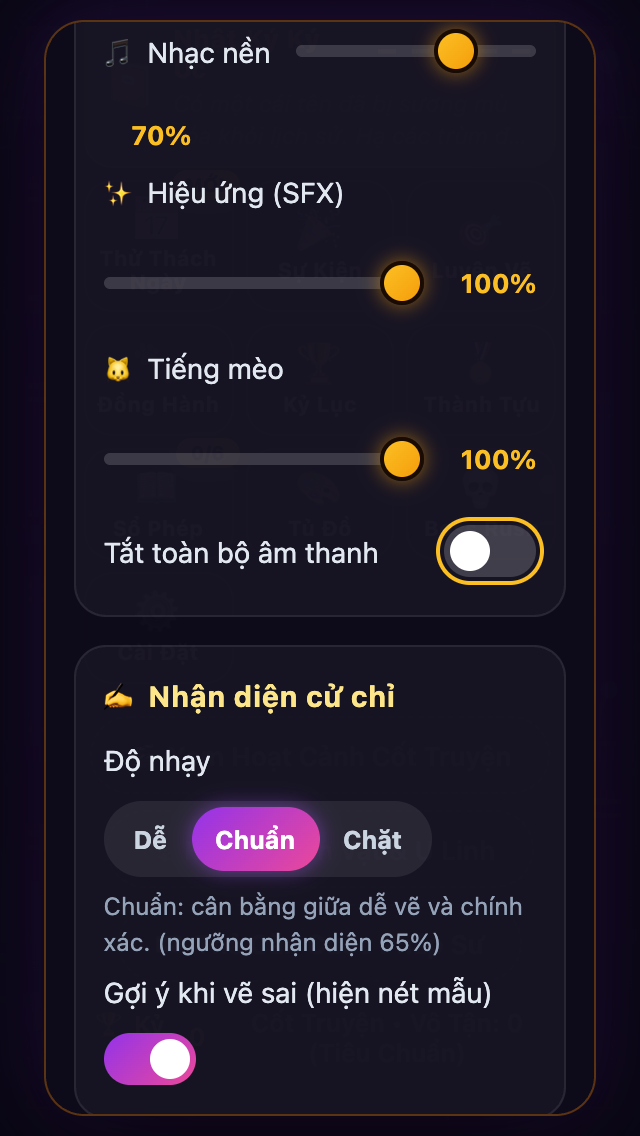 Nhạc nền
70%
Hiệu ứng (SFX)
100%
Tiếng mèo
100%
Tắt toàn bộ âm thanh
Nhận diện cử chỉ
Độ nhạy
Dễ Chuẩn Chặt
Chuẩn: cân bằng giữa dễ vẽ và chính
xác. (ngưỡng nhận diện 65%)
Gợi ý khi vẽ sai (hiện nét mẫu)